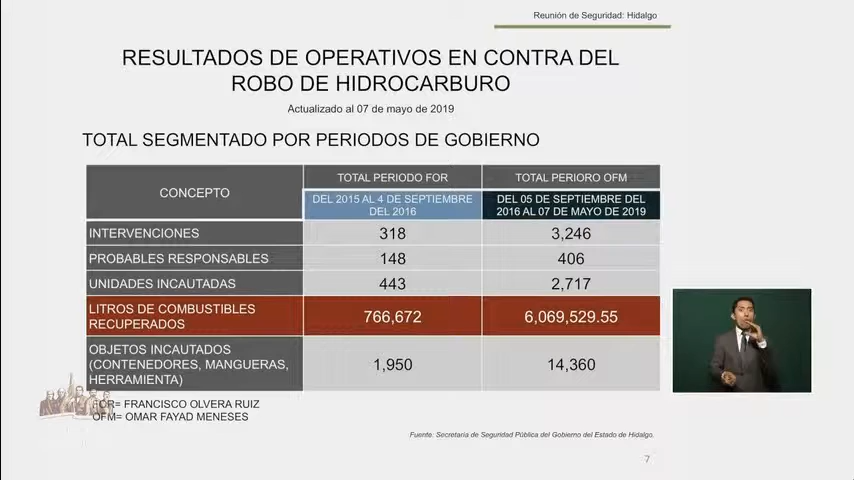 Reunión de Seguridad: Hidalgo
RESULTADOS DE OPERATIVOS EN CONTRA DEL
ROBO DE HIDROCARBURO
Actualizado al 07 de mayo de 2019
TOTAL SEGMENTADO POR PERIODOS DE GOBIERNO
CONCEPTO
TOTAL PERIODO FOR
TOTAL PERIORO OFM
DEL 2015 AL 4 DE SEPTIEMBRE
DEL 2016
DEL 05 DE SEPTIEMBRE DEL
2016 AL 07 DE MAYO DE 2019
INTERVENCIONES 318 3,246
PROBABLES RESPONSABLES 148 406
UNIDADES INCAUTADAS 443 2,717
LITROS DE COMBUSTIBLES
RECUPERADOS
766,672 6,069,529.55
OBJETOS INCAUTADOS
(CONTENEDORES, MANGUERAS,
HERRAMIENTA)
1,950 14,360
FOR= FRANCISCO OLVERA RUIZ
OFM= OMAR FAYAD MENESES
Fuente: Secretaría de Seguridad Pública del Gobierno del Estado de Hidalgo.
7